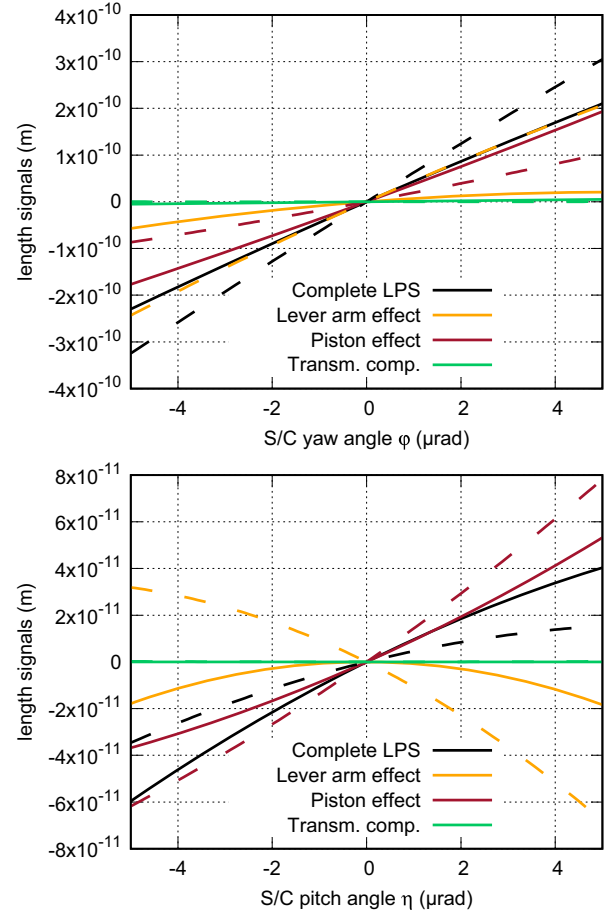 4x10⁻¹⁰
3x10⁻¹⁰
2x10⁻¹⁰
1x10⁻¹⁰
0
-1x10⁻¹⁰
-2x10⁻¹⁰
-3x10⁻¹⁰
-4x10⁻¹⁰
length signals (m)
Complete LPS
Lever arm effect
Piston effect
Transm. comp.
-4 -2 0 2 4
S/C yaw angle φ (μrad)
8x10⁻¹¹
6x10⁻¹¹
4x10⁻¹¹
2x10⁻¹¹
0
-2x10⁻¹¹
-4x10⁻¹¹
-6x10⁻¹¹
-8x10⁻¹¹
length signals (m)
Complete LPS
Lever arm effect
Piston effect
Transm. comp.
-4 -2 0 2 4
S/C pitch angle η (μrad)